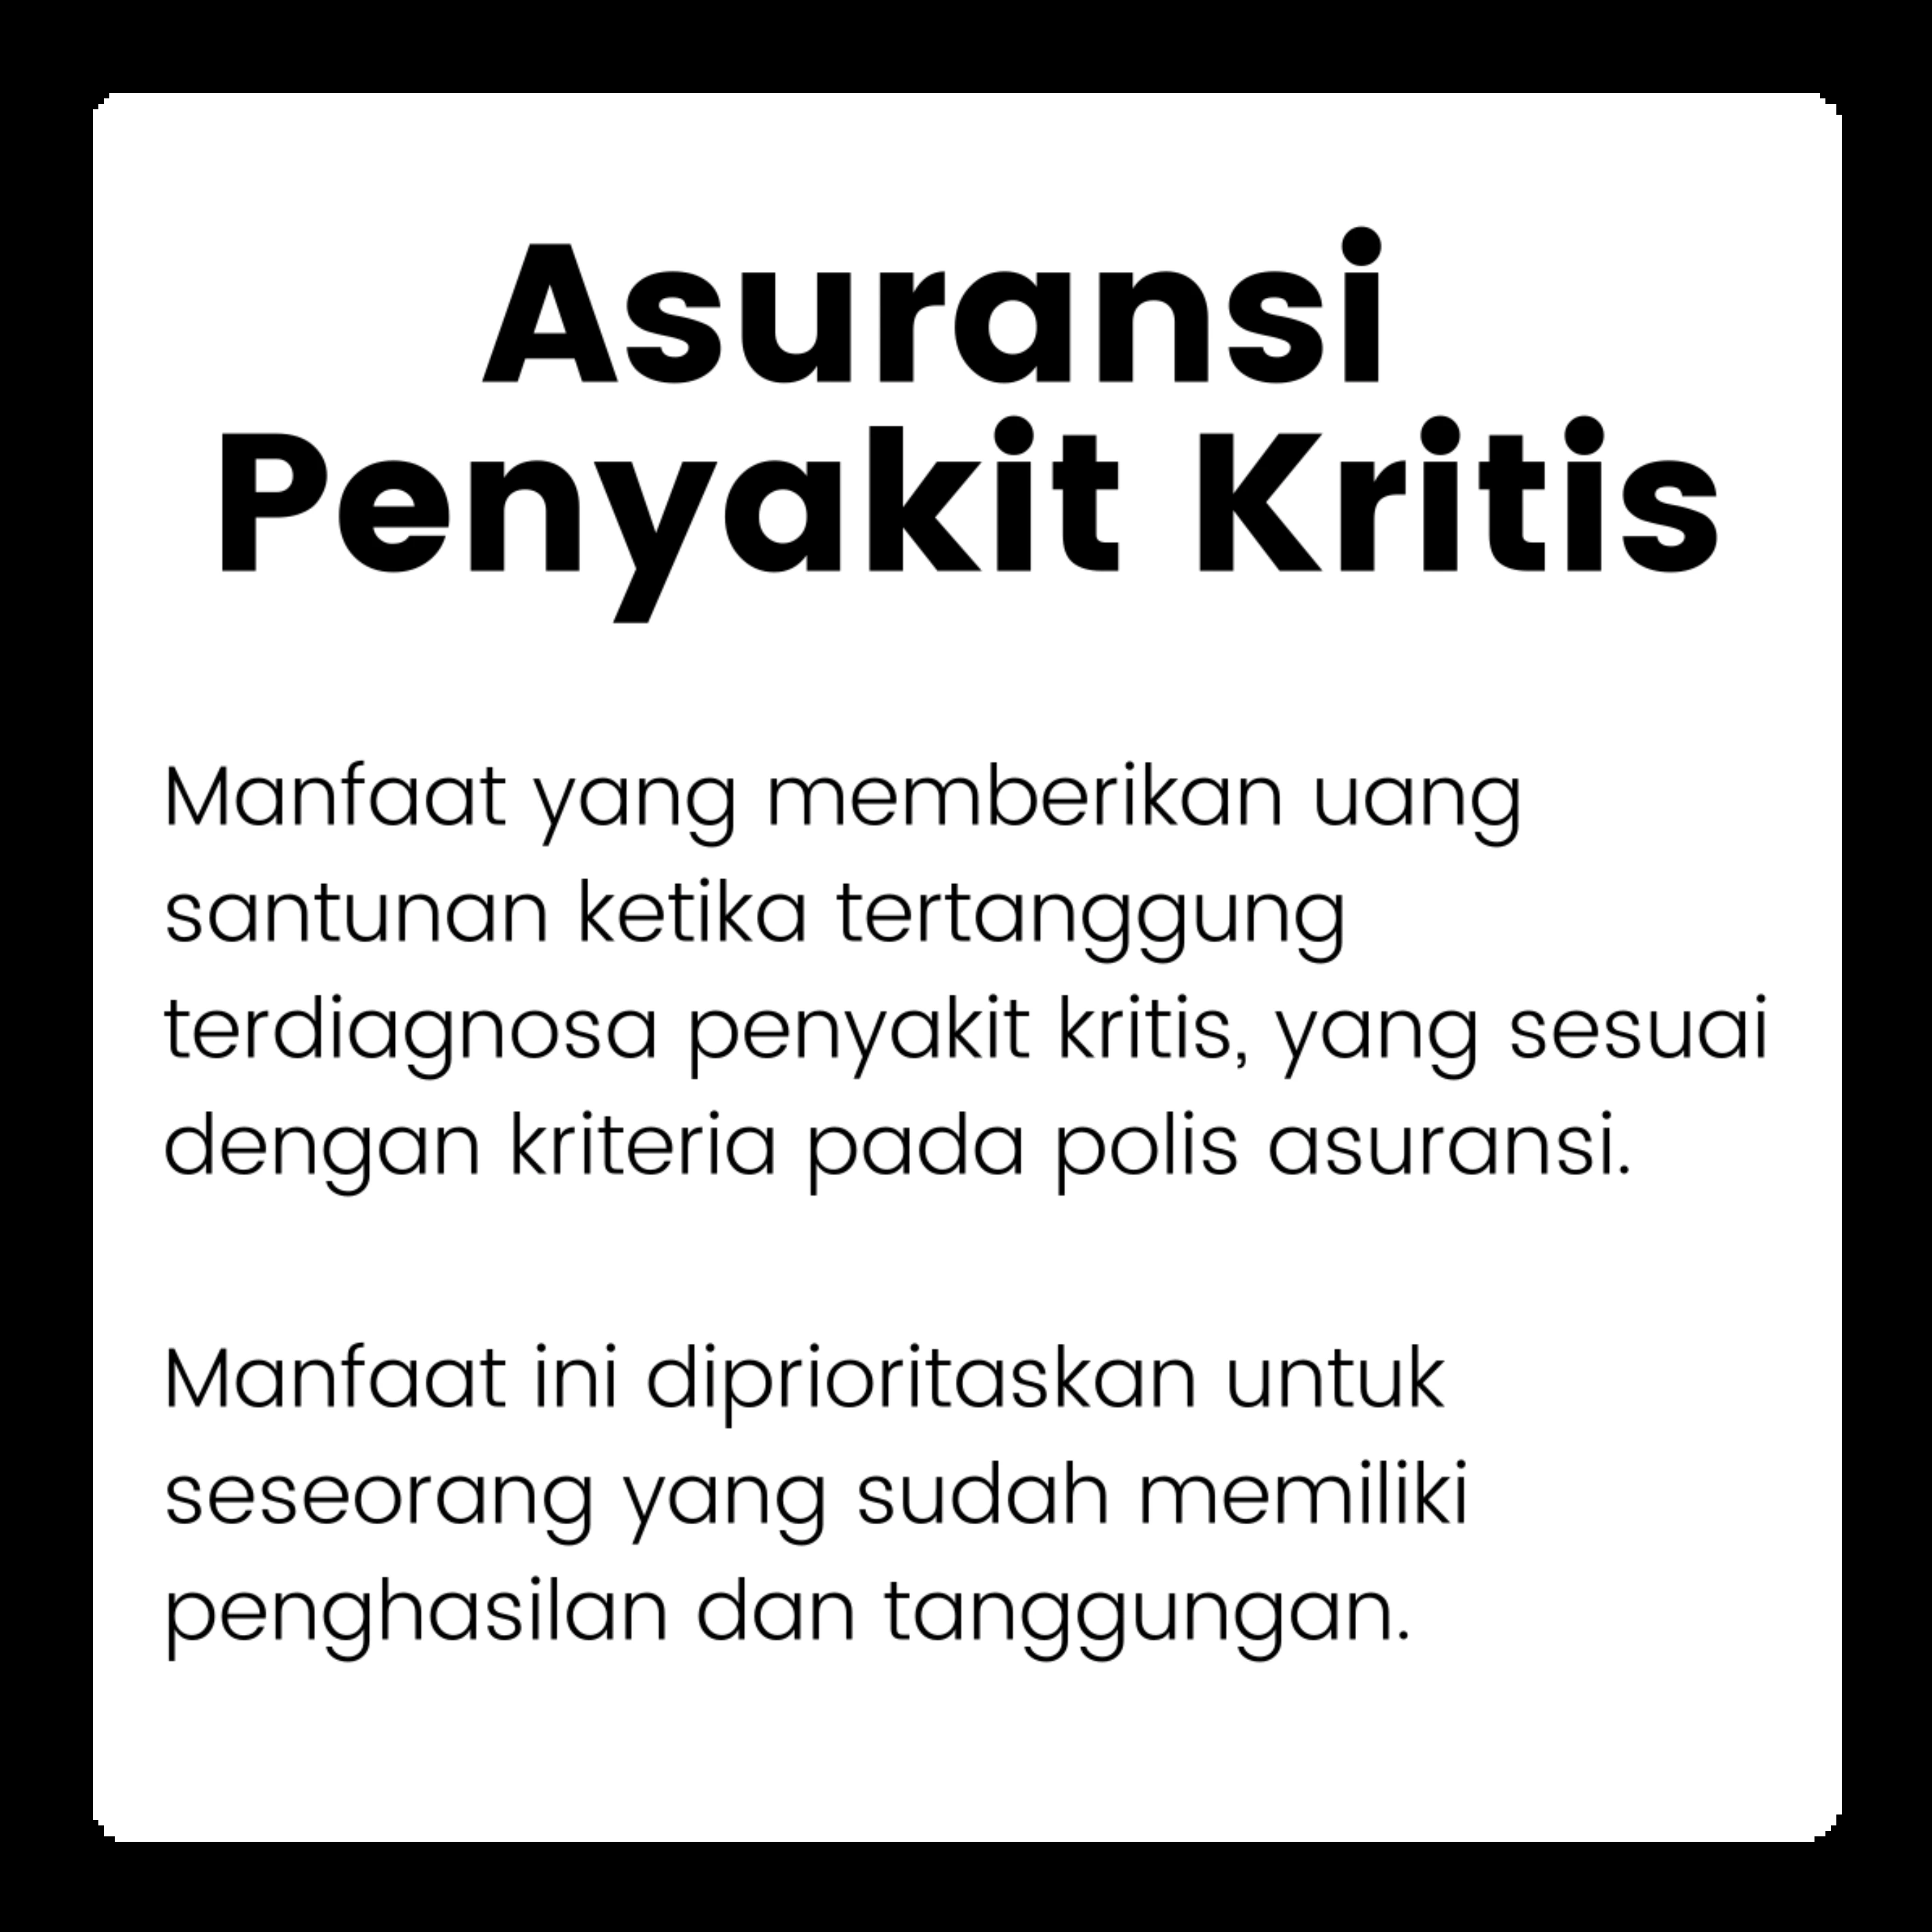 Asuransi
Penyakit Kritis
Manfaat yang memberikan uang
santunan ketika tertanggung
terdiagnosa penyakit kritis, yang sesuai
dengan kriteria pada polis asuransi.
Manfaat ini diprioritaskan untuk
seseorang yang sudah memiliki
penghasilan dan tanggungan.